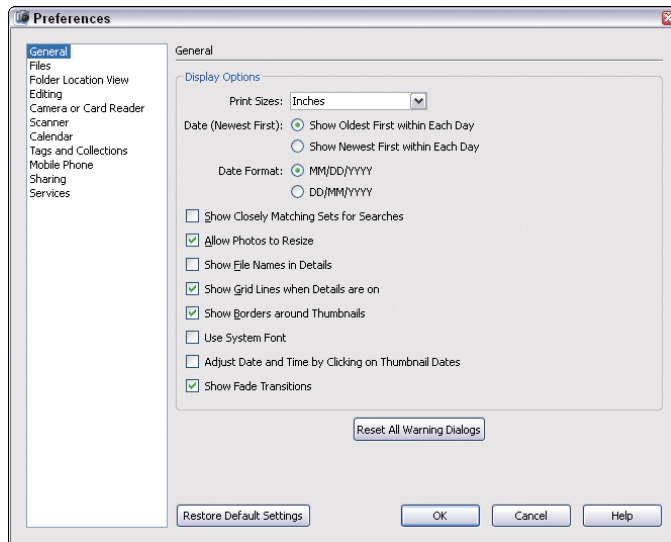 Preferences
General
Files
Folder Location View
Editing
Camera or Card Reader
Scanner
Calendar
Tags and Collections
Mobile Phone
Sharing
Services
General
Display Options
Print Sizes: Inches
Date (Newest First): Show Oldest First within Each Day
Show Newest First within Each Day
Date Format: MM/DD/YYYY
DD/MM/YYYY
Show Closely Matching Sets for Searches
Allow Photos to Resize
Show File Names in Details
Show Grid Lines when Details are on
Show Borders around Thumbnails
Use System Font
Adjust Date and Time by Clicking on Thumbnail Dates
Show Fade Transitions
Reset All Warning Dialogs
Restore Default Settings
OK
Cancel
Help